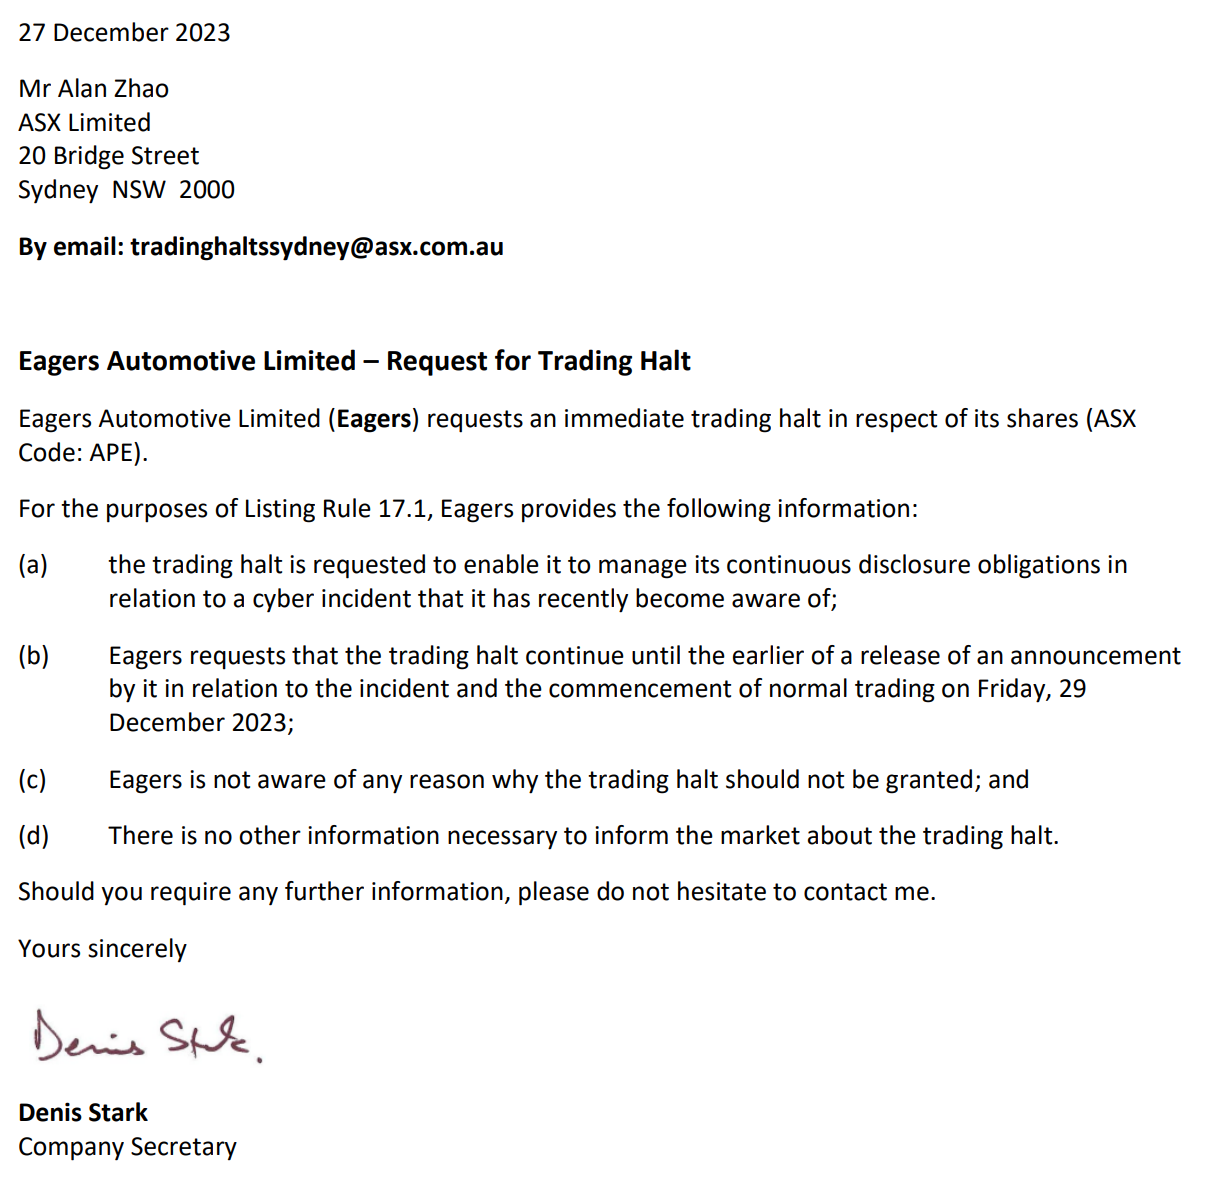 27 December 2023
Mr Alan Zhao
ASX Limited
20 Bridge Street
Sydney  NSW  2000
By email: tradinghaltssydney@asx.com.au
Eagers Automotive Limited – Request for Trading Halt
Eagers Automotive Limited (Eagers) requests an immediate trading halt in respect of its shares (ASX
Code: APE).
For the purposes of Listing Rule 17.1, Eagers provides the following information:
(a) the trading halt is requested to enable it to manage its continuous disclosure obligations in
relation to a cyber incident that it has recently become aware of;
(b) Eagers requests that the trading halt continue until the earlier of a release of an announcement
by it in relation to the incident and the commencement of normal trading on Friday, 29
December 2023;
(c) Eagers is not aware of any reason why the trading halt should not be granted; and
(d) There is no other information necessary to inform the market about the trading halt.
Should you require any further information, please do not hesitate to contact me.
Yours sincerely
Denis Stark.
Denis Stark
Company Secretary